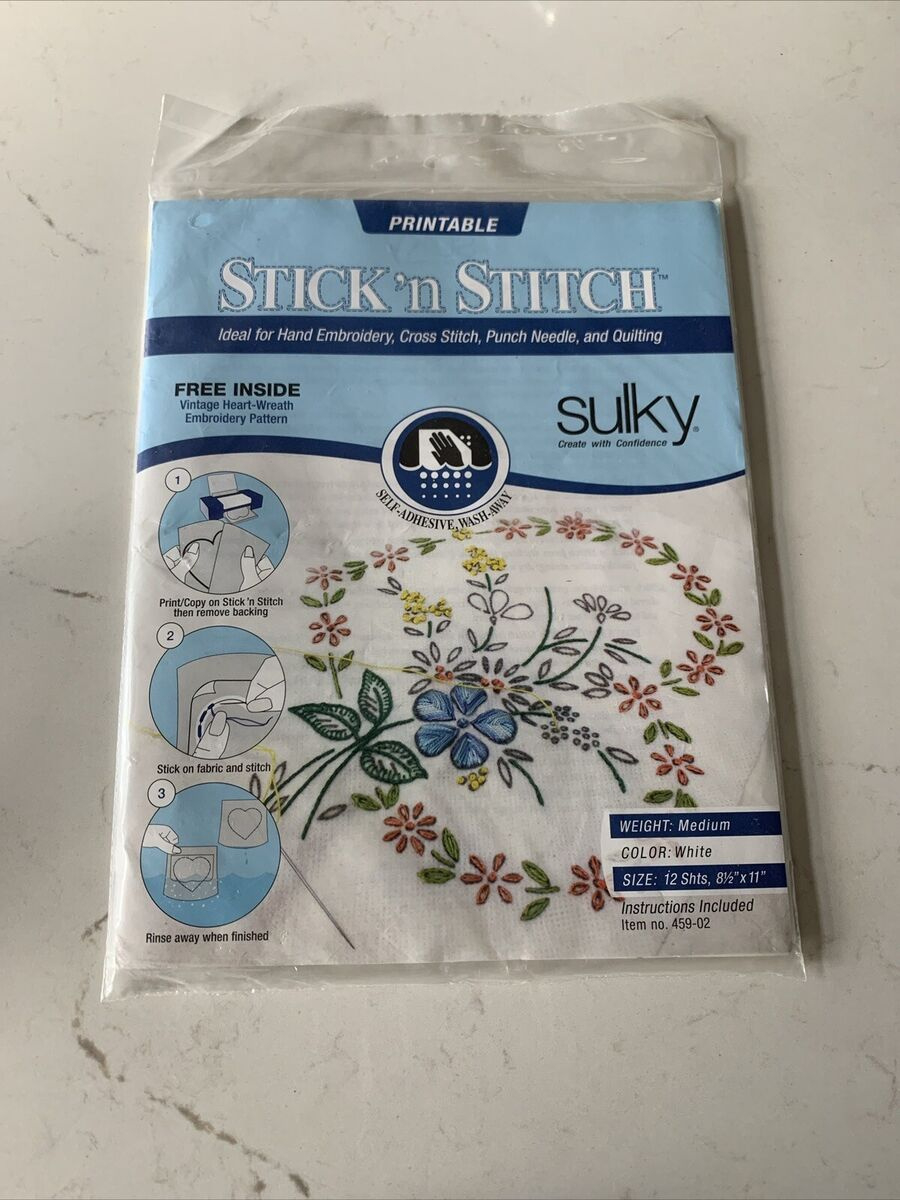 PRINTABLE
STICK 'n STITCH™
Ideal for Hand Embroidery, Cross Stitch, Punch Needle, and Quilting
FREE INSIDE
Vintage Heart-Wreath
Embroidery Pattern
sulky®
Create with Confidence
SELF-ADHESIVE, WASH-AWAY
1
Print/Copy on Stick 'n Stitch
then remove backing
2
Stick on fabric and stitch
3
Rinse away when finished
WEIGHT: Medium
COLOR: White
SIZE: 12 Shts, 8½" x 11"
Instructions Included
Item no. 459-02